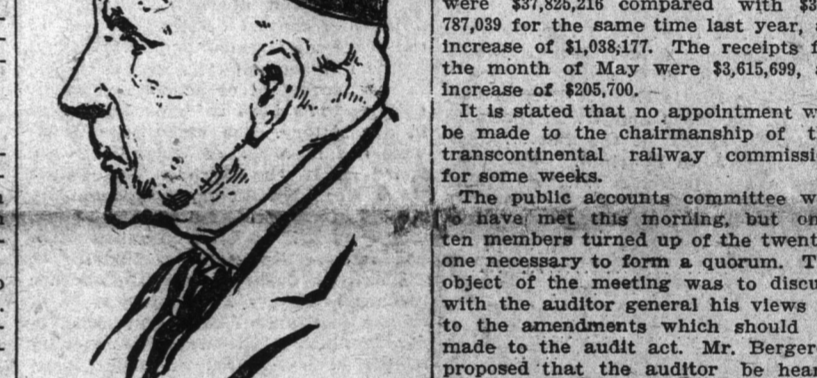 were $37,826,216 compared with $3
787,039 for the same time last year,
increase of $1,038,177. The receipts f
the month of May were $3,615,699,
increase of $205,700.
It is stated that no appointment w
be made to the chairmanship of t
transcontinental railway commissi
for some weeks.
The public accounts committee w
to have met this morning, but on
ten members turned up of the twent
one necessary to form a quorum. T
object of the meeting was to discu
with the auditor general his views
to the amendments which should
made to the audit act. Mr. Berger
proposed that the auditor be hear